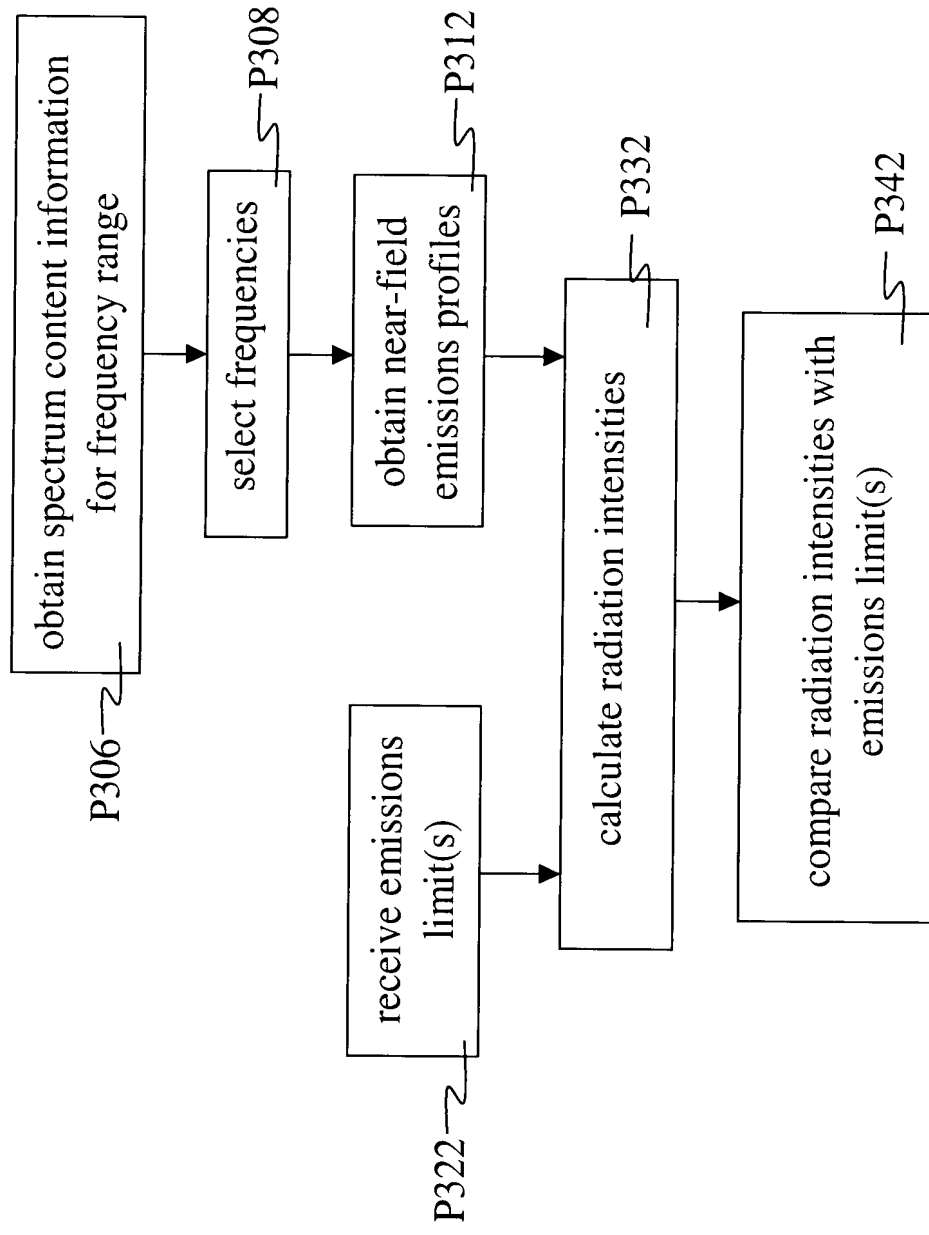 obtain spectrum content information
for frequency range
P306
select frequencies
P308
obtain near-field
emissions profiles
P312
receive emissions
limit(s)
P322
calculate radiation intensities
P332
compare radiation intensities with
emissions limit(s)
P342